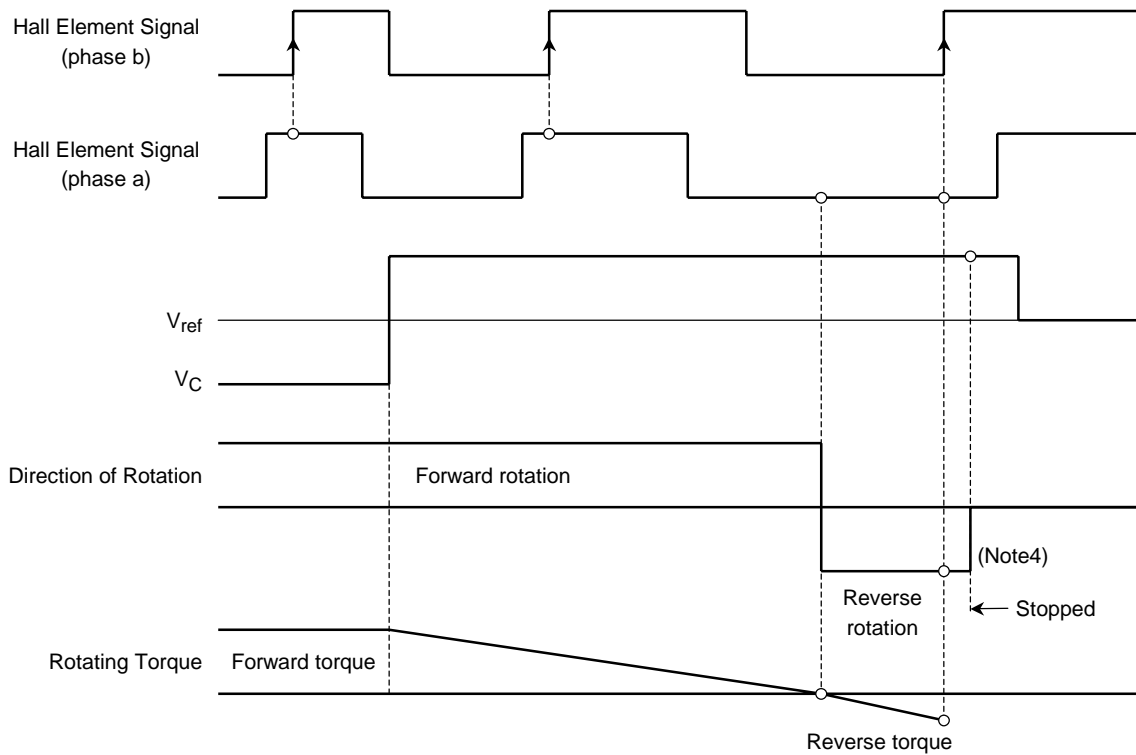 Hall Element Signal
(phase b)
Hall Element Signal
(phase a)
Vref
VC
Direction of Rotation
Forward rotation
(Note4)
Reverse
rotation
Stopped
Rotating Torque
Forward torque
Reverse torque